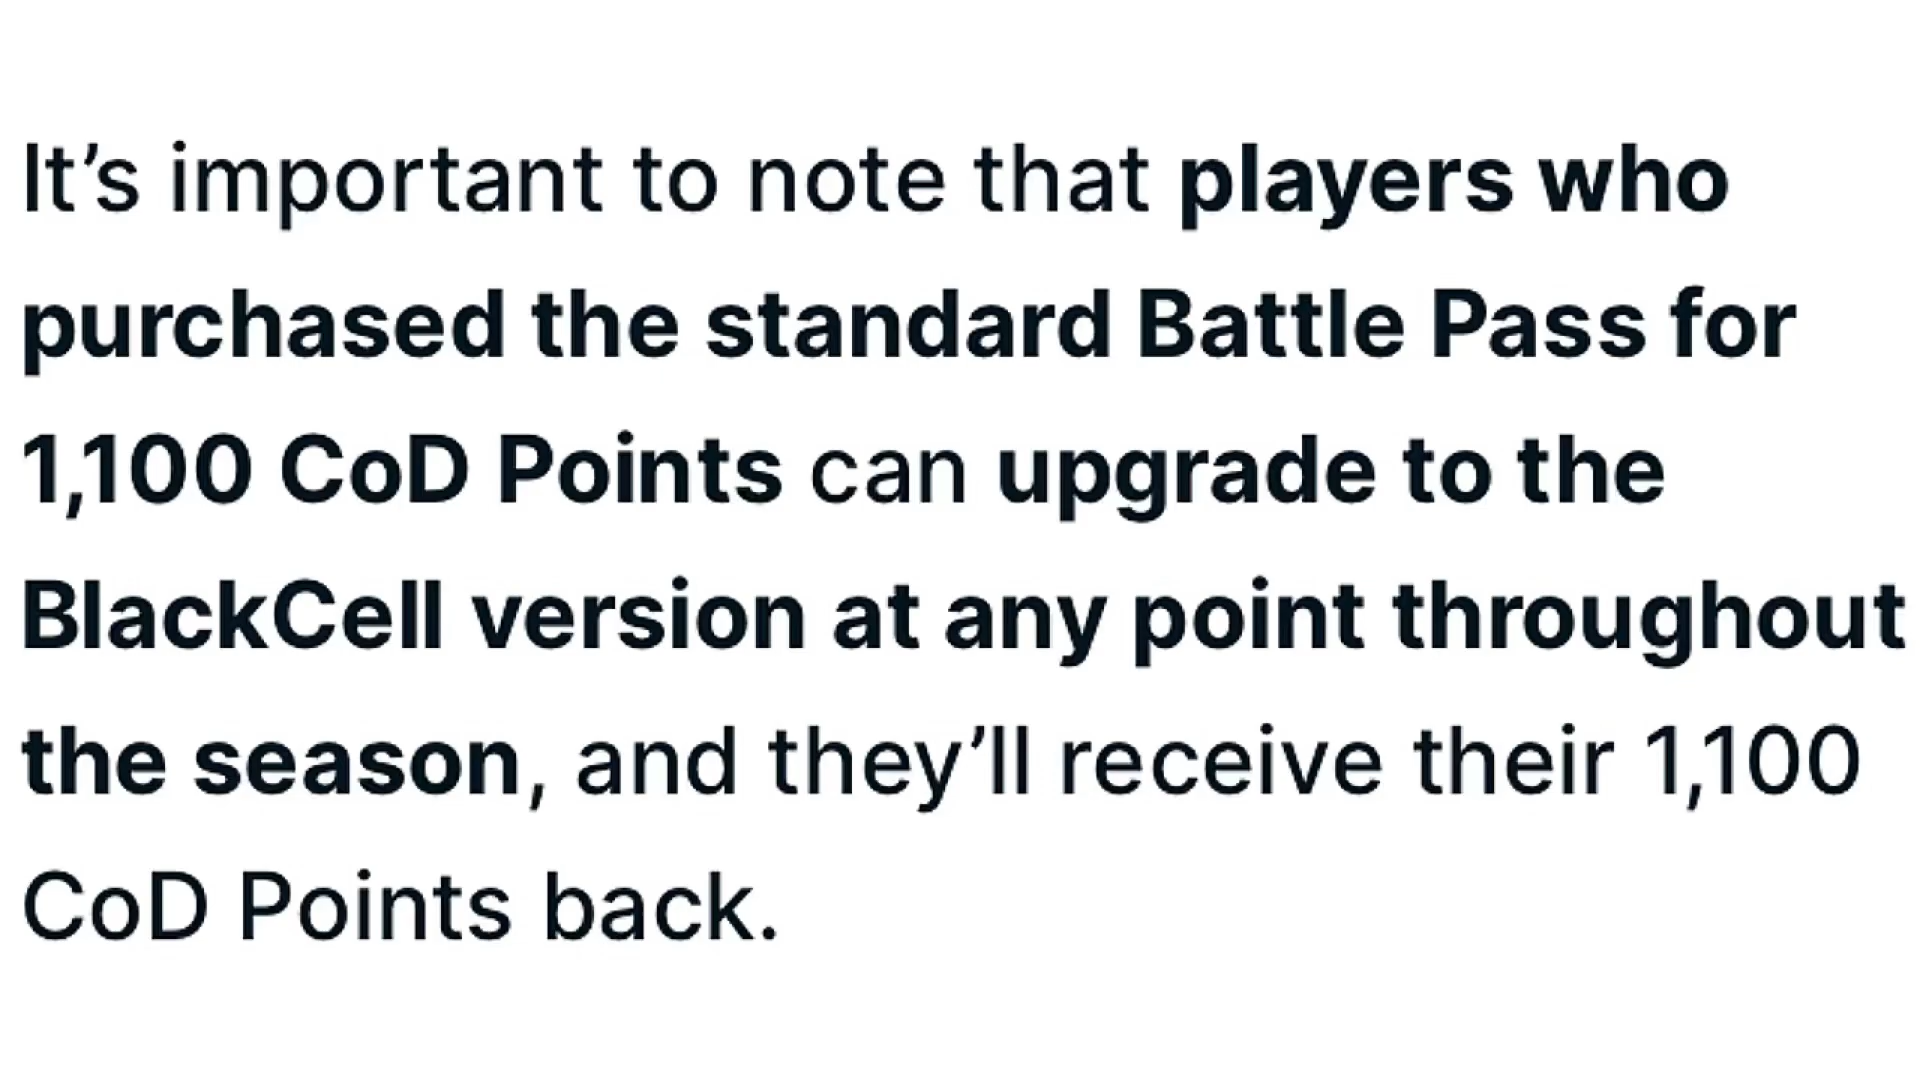 It’s important to note that players who
purchased the standard Battle Pass for
1,100 CoD Points can upgrade to the
BlackCell version at any point throughout
the season, and they’ll receive their 1,100
CoD Points back.